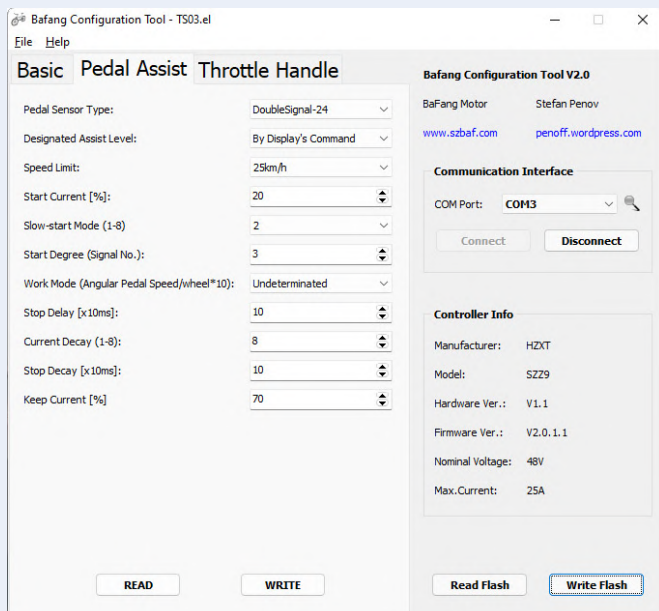 Bafang Configuration Tool - TS03.el
File Help
Basic Pedal Assist Throttle Handle
Pedal Sensor Type: DoubleSignal-24
Designated Assist Level: By Display's Command
Speed Limit: 25km/h
Start Current [%]: 20
Slow-start Mode (1-8) 2
Start Degree (Signal No.): 3
Work Mode (Angular Pedal Speed/wheel*10): Undeterminated
Stop Delay [x10ms]: 10
Current Decay (1-8): 8
Stop Decay [x10ms]: 10
Keep Current [%] 70
READ WRITE
Bafang Configuration Tool V2.0
BaFang Motor Stefan Penov
www.szbaf.com penoff.wordpress.com
Communication Interface
COM Port: COM3
Connect Disconnect
Controller Info
Manufacturer: HZXT
Model: SZZ9
Hardware Ver.: V1.1
Firmware Ver.: V2.0.1.1
Nominal Voltage: 48V
Max.Current: 25A
Read Flash Write Flash